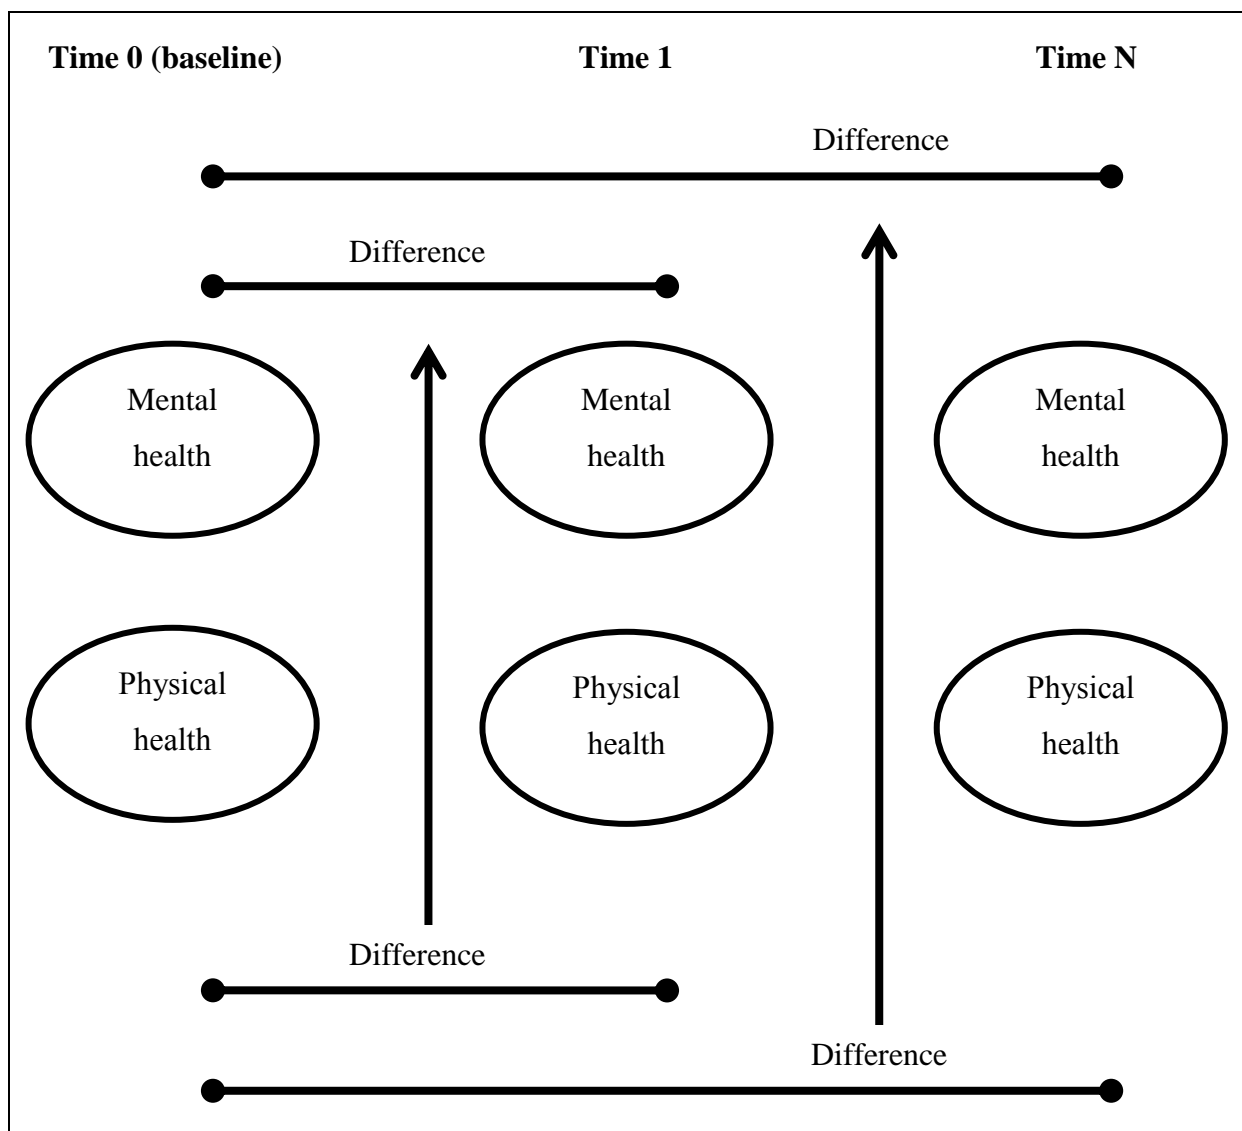 Time 0 (baseline) Time 1 Time N
Difference
Difference
Mental Mental Mental
health health health
Physical Physical Physical
health health health
Difference
Difference